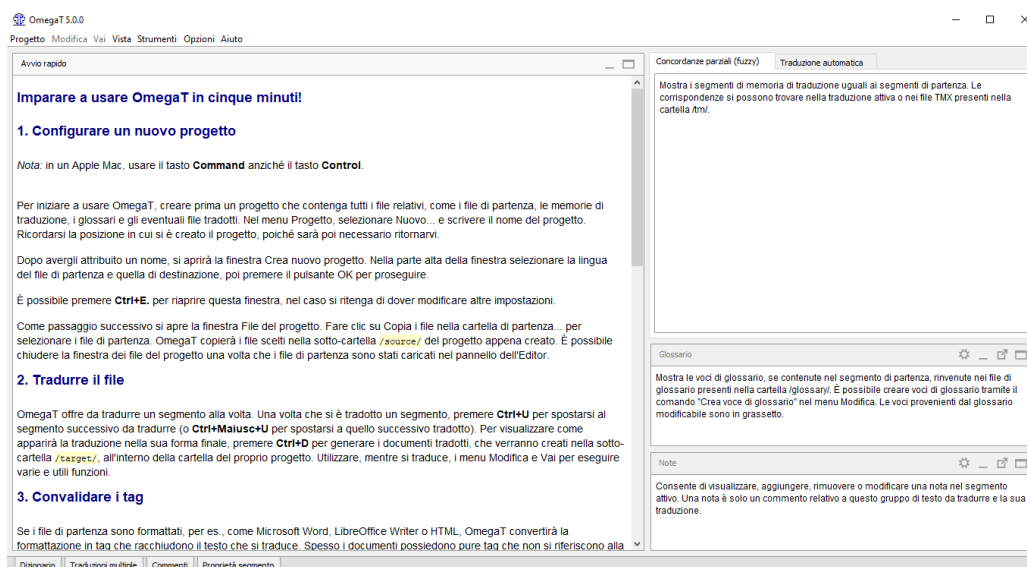 OmegaT 5.0.0
Progetto Modifica Vai Vista Strumenti Opzioni Aiuto
Avvio rapido
Imparare a usare OmegaT in cinque minuti!
1. Configurare un nuovo progetto
Nota: in un Apple Mac, usare il tasto Command anziché il tasto Control.
Per iniziare a usare OmegaT, creare prima un progetto che contenga tutti i file relativi, come i file di partenza, le memorie di
traduzione, i glossari e gli eventuali file tradotti. Nel menu Progetto, selezionare Nuovo... e scrivere il nome del progetto.
Ricordarsi la posizione in cui si è creato il progetto, poiché sarà poi necessario ritornarvi.
Dopo avergli attribuito un nome, si aprirà la finestra Crea nuovo progetto. Nella parte alta della finestra selezionare la lingua
del file di partenza e quella di destinazione, poi premere il pulsante OK per proseguire.
È possibile premere Ctrl+E. per riaprire questa finestra, nel caso si ritenga di dover modificare altre impostazioni.
Come passaggio successivo si apre la finestra File del progetto. Fare clic su Copia i file nella cartella di partenza... per
selezionare i file di partenza. OmegaT copierà i file scelti nella sotto-cartella /source/ del progetto appena creato. È possibile
chiudere la finestra dei file del progetto una volta che i file di partenza sono stati caricati nel pannello dell'Editor.
2. Tradurre il file
OmegaT offre da tradurre un segmento alla volta. Una volta che si è tradotto un segmento, premere Ctrl+U per spostarsi al
segmento successivo da tradurre (o Ctrl+Maiusc+U per spostarsi a quello successivo tradotto). Per visualizzare come
apparirà la traduzione nella sua forma finale, premere Ctrl+D per generare i documenti tradotti, che verranno creati nella sotto-
cartella /target/, all'interno della cartella del proprio progetto. Utilizzare, mentre si traduce, i menu Modifica e Vai per eseguire
varie e utili funzioni.
3. Convalidare i tag
Se i file di partenza sono formattati, per es., come Microsoft Word, LibreOffice Writer o HTML, OmegaT convertirà la
formattazione in tag che racchiudono il testo che si traduce. Spesso i documenti possiedono pure tag che non si riferiscono alla
Concordanze parziali (fuzzy) Traduzione automatica
Mostra i segmenti di memoria di traduzione uguali ai segmenti di partenza. Le
corrispondenze si possono trovare nella traduzione attiva o nei file TMX presenti nella
cartella /tm/.
Glossario
Mostra le voci di glossario, se contenute nel segmento di partenza, rinvenute nei file di
glossario presenti nella cartella /glossary/. È possibile creare voci di glossario tramite il
comando "Crea voce di glossario" nel menu Modifica. Le voci provenienti dal glossario
modificabile sono in grassetto.
Note
Consente di visualizzare, aggiungere, rimuovere o modificare una nota nel segmento
attivo. Una nota è solo un commento relativo a questo gruppo di testo da tradurre e la sua
traduzione.
Dizionario Traduzioni multiple Commenti Proprietà segmento